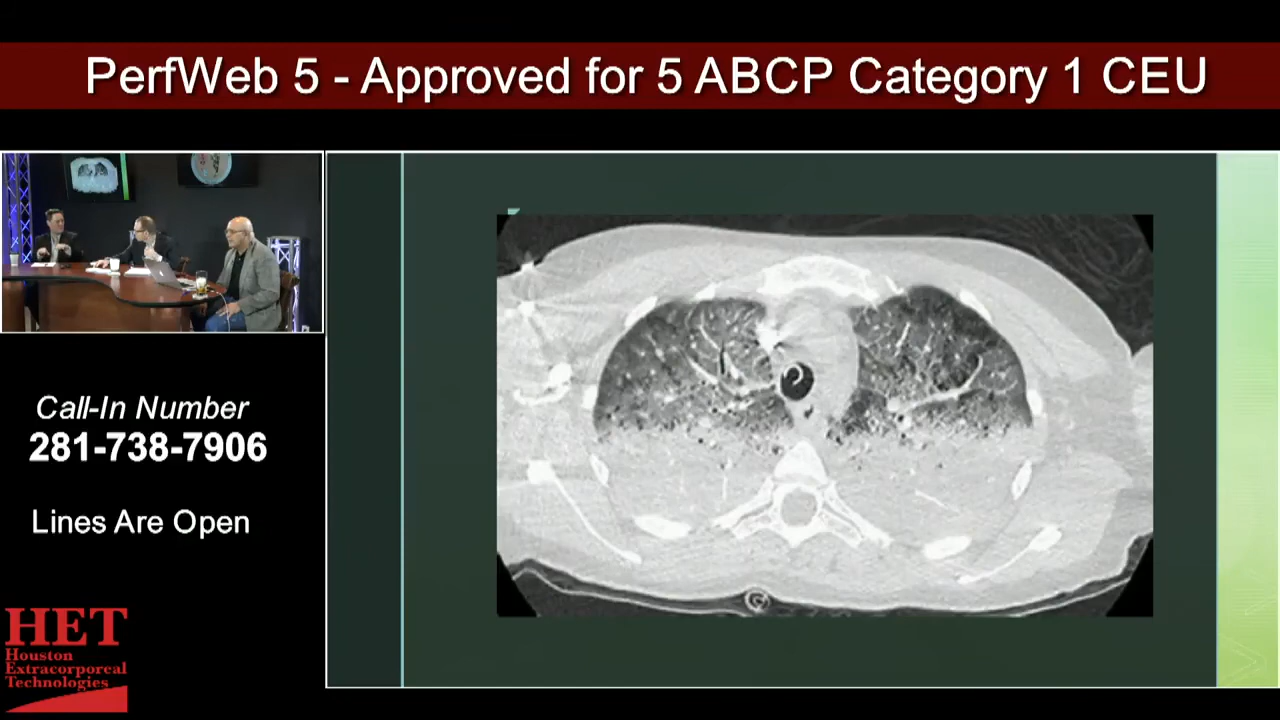 PerfWeb 5 - Approved for 5 ABCP Category 1 CEU
Call-In Number
281-738-7906
Lines Are Open
HET
Houston
Extracorporeal
Technologies